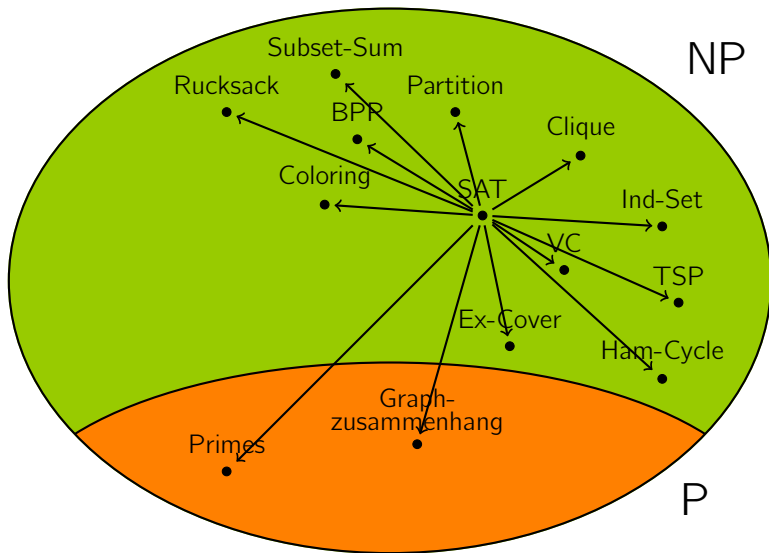 Subset-Sum
NP
Rucksack
Partition
BPP
Clique
Coloring
SAT
Ind-Set
VC
TSP
Ex-Cover
Ham-Cycle
Graph-
zusammenhang
Primes
P